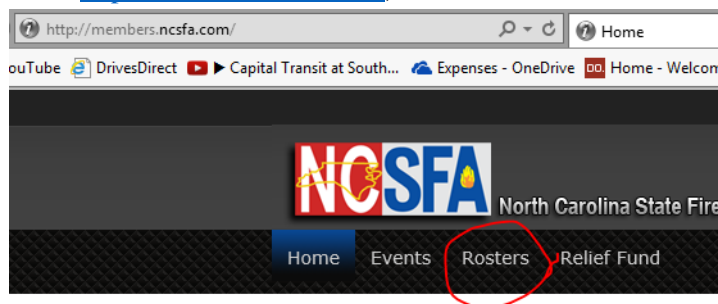 http://members.ncsfa.com/ Home
ouTube DrivesDirect Capital Transit at South... Expenses - OneDrive DO. Home - Welcom
NCSFA North Carolina State Fire
Home Events Rosters Relief Fund